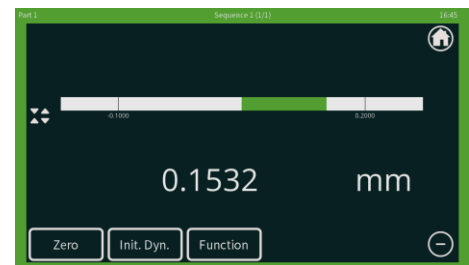 Part 1 Sequence 1 (1/1) 16:45
-0.1000 0.2000
0.1532 mm
Zero Init. Dyn. Function